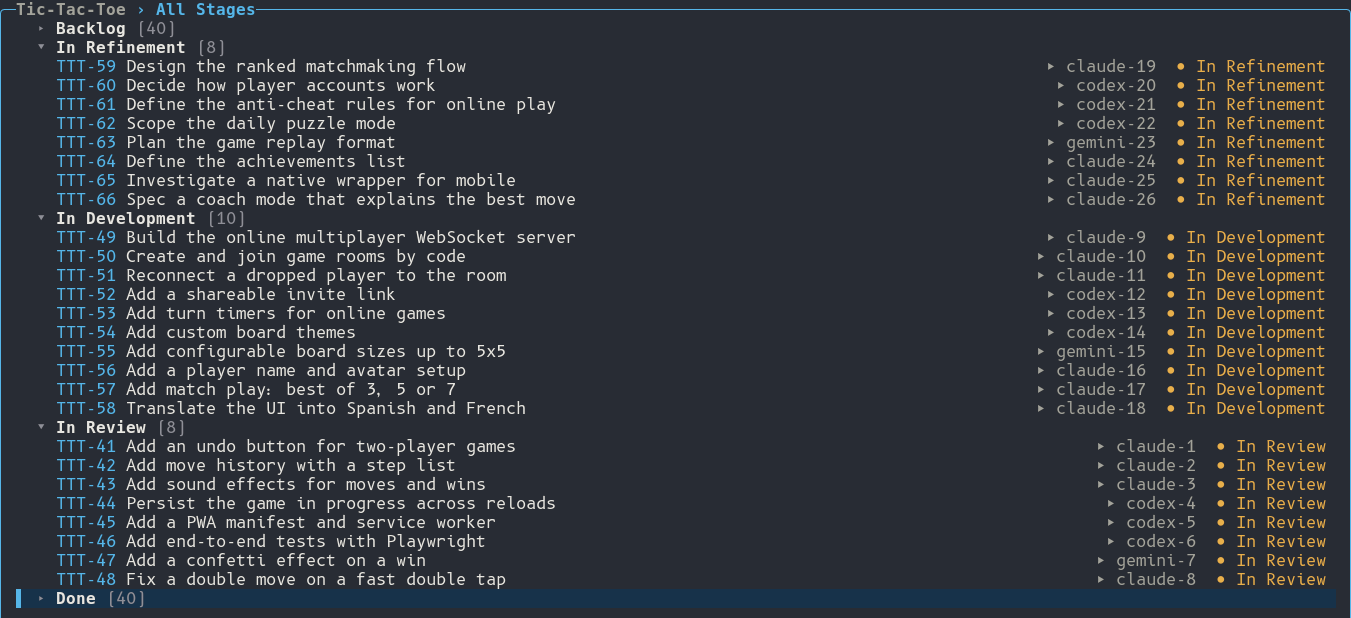 Tic-Tac-Toe › All Stages
▸ Backlog [40]
▾ In Refinement [8]
TTT-59 Design the ranked matchmaking flow ▸ claude-19 ● In Refinement
TTT-60 Decide how player accounts work ▸ codex-20 ● In Refinement
TTT-61 Define the anti-cheat rules for online play ▸ codex-21 ● In Refinement
TTT-62 Scope the daily puzzle mode ▸ codex-22 ● In Refinement
TTT-63 Plan the game replay format ▸ gemini-23 ● In Refinement
TTT-64 Define the achievements list ▸ claude-24 ● In Refinement
TTT-65 Investigate a native wrapper for mobile ▸ claude-25 ● In Refinement
TTT-66 Spec a coach mode that explains the best move ▸ claude-26 ● In Refinement
▾ In Development [10]
TTT-49 Build the online multiplayer WebSocket server ▸ claude-9 ● In Development
TTT-50 Create and join game rooms by code ▸ claude-10 ● In Development
TTT-51 Reconnect a dropped player to the room ▸ claude-11 ● In Development
TTT-52 Add a shareable invite link ▸ codex-12 ● In Development
TTT-53 Add turn timers for online games ▸ codex-13 ● In Development
TTT-54 Add custom board themes ▸ codex-14 ● In Development
TTT-55 Add configurable board sizes up to 5x5 ▸ gemini-15 ● In Development
TTT-56 Add a player name and avatar setup ▸ claude-16 ● In Development
TTT-57 Add match play: best of 3, 5 or 7 ▸ claude-17 ● In Development
TTT-58 Translate the UI into Spanish and French ▸ claude-18 ● In Development
▾ In Review [8]
TTT-41 Add an undo button for two-player games ▸ claude-1 ● In Review
TTT-42 Add move history with a step list ▸ claude-2 ● In Review
TTT-43 Add sound effects for moves and wins ▸ claude-3 ● In Review
TTT-44 Persist the game in progress across reloads ▸ codex-4 ● In Review
TTT-45 Add a PWA manifest and service worker ▸ codex-5 ● In Review
TTT-46 Add end-to-end tests with Playwright ▸ codex-6 ● In Review
TTT-47 Add a confetti effect on a win ▸ gemini-7 ● In Review
TTT-48 Fix a double move on a fast double tap ▸ claude-8 ● In Review
▸ Done [40]